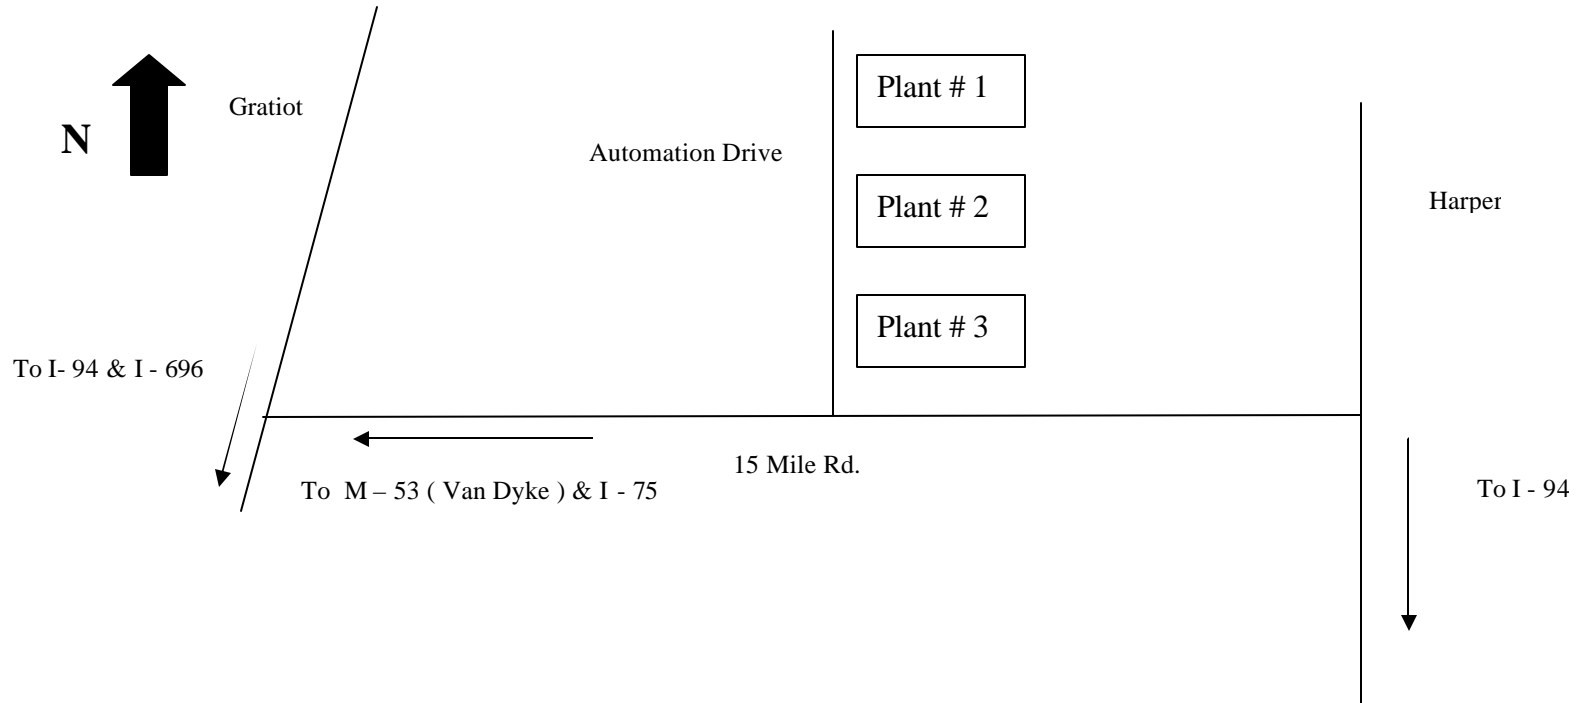 Plant # 1
Gratiot
N
Automation Drive
Plant # 2
Harper
Plant # 3
To I- 94 & I - 696
15 Mile Rd.
To M – 53 ( Van Dyke ) & I - 75
To I - 94